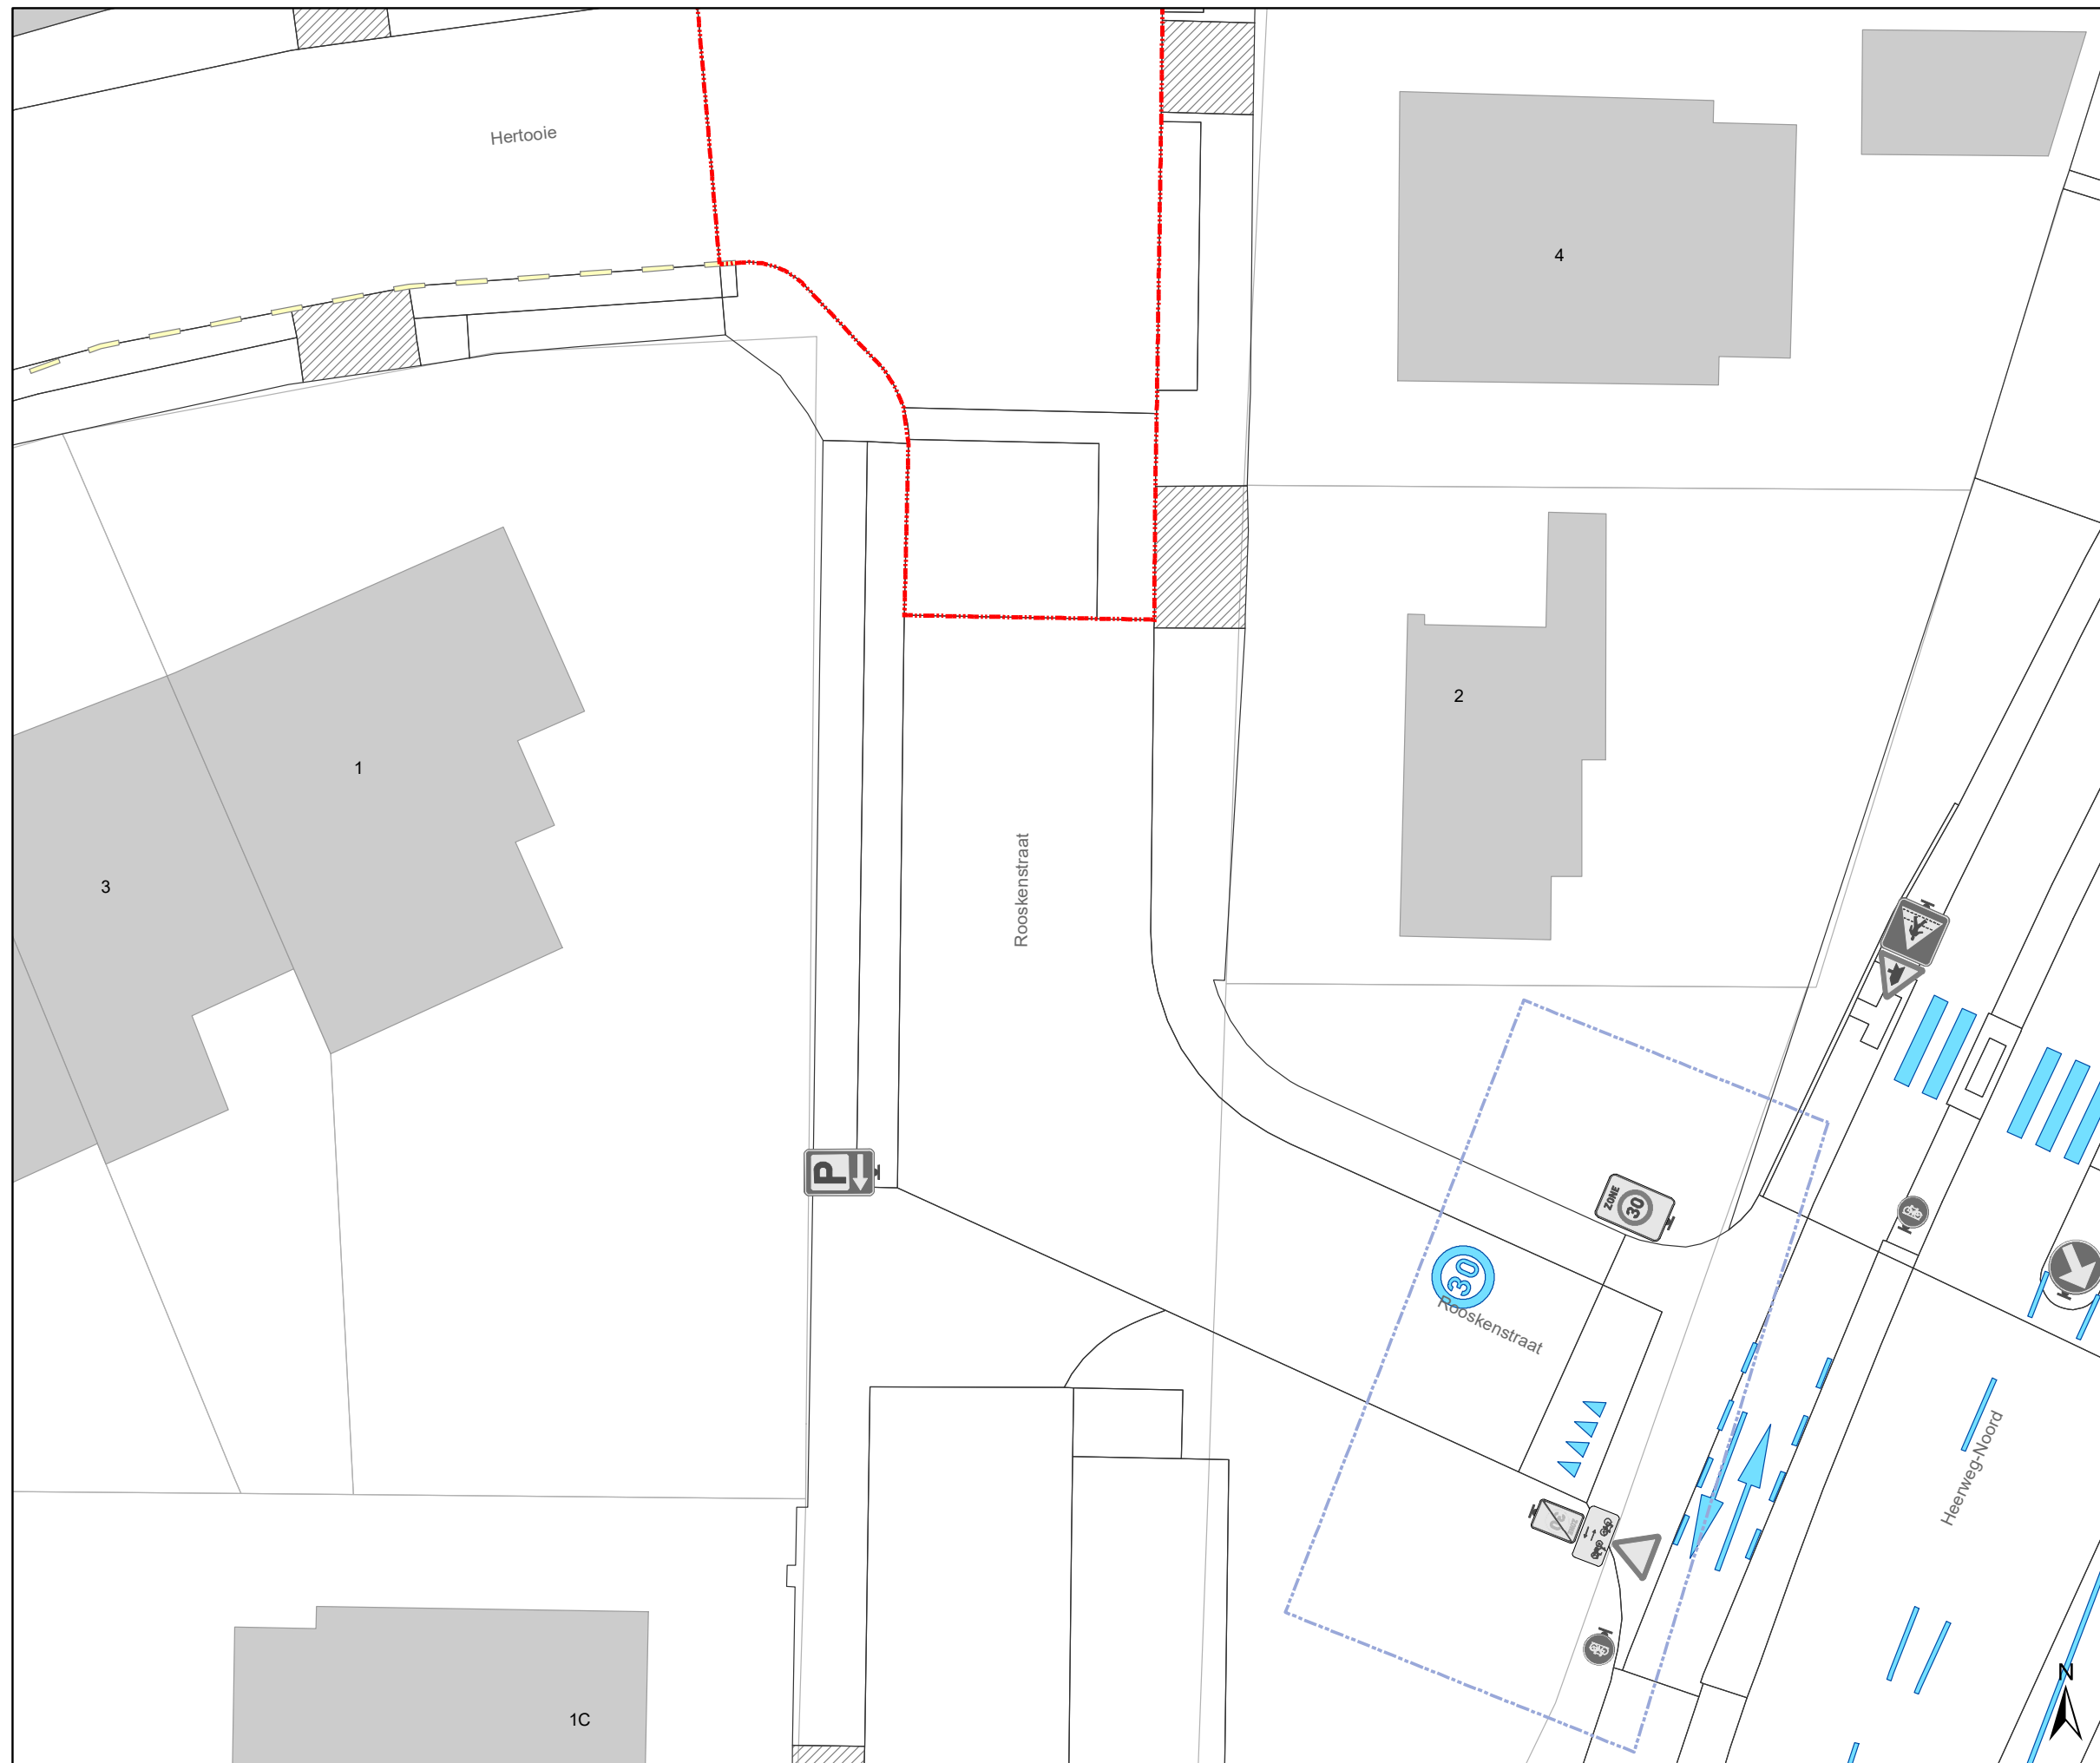 Hertooie
4
2
1
3
Rooskenstraat
P
ZONE
30
30
Rooskenstraat
Heerweg-Noord
N
1C